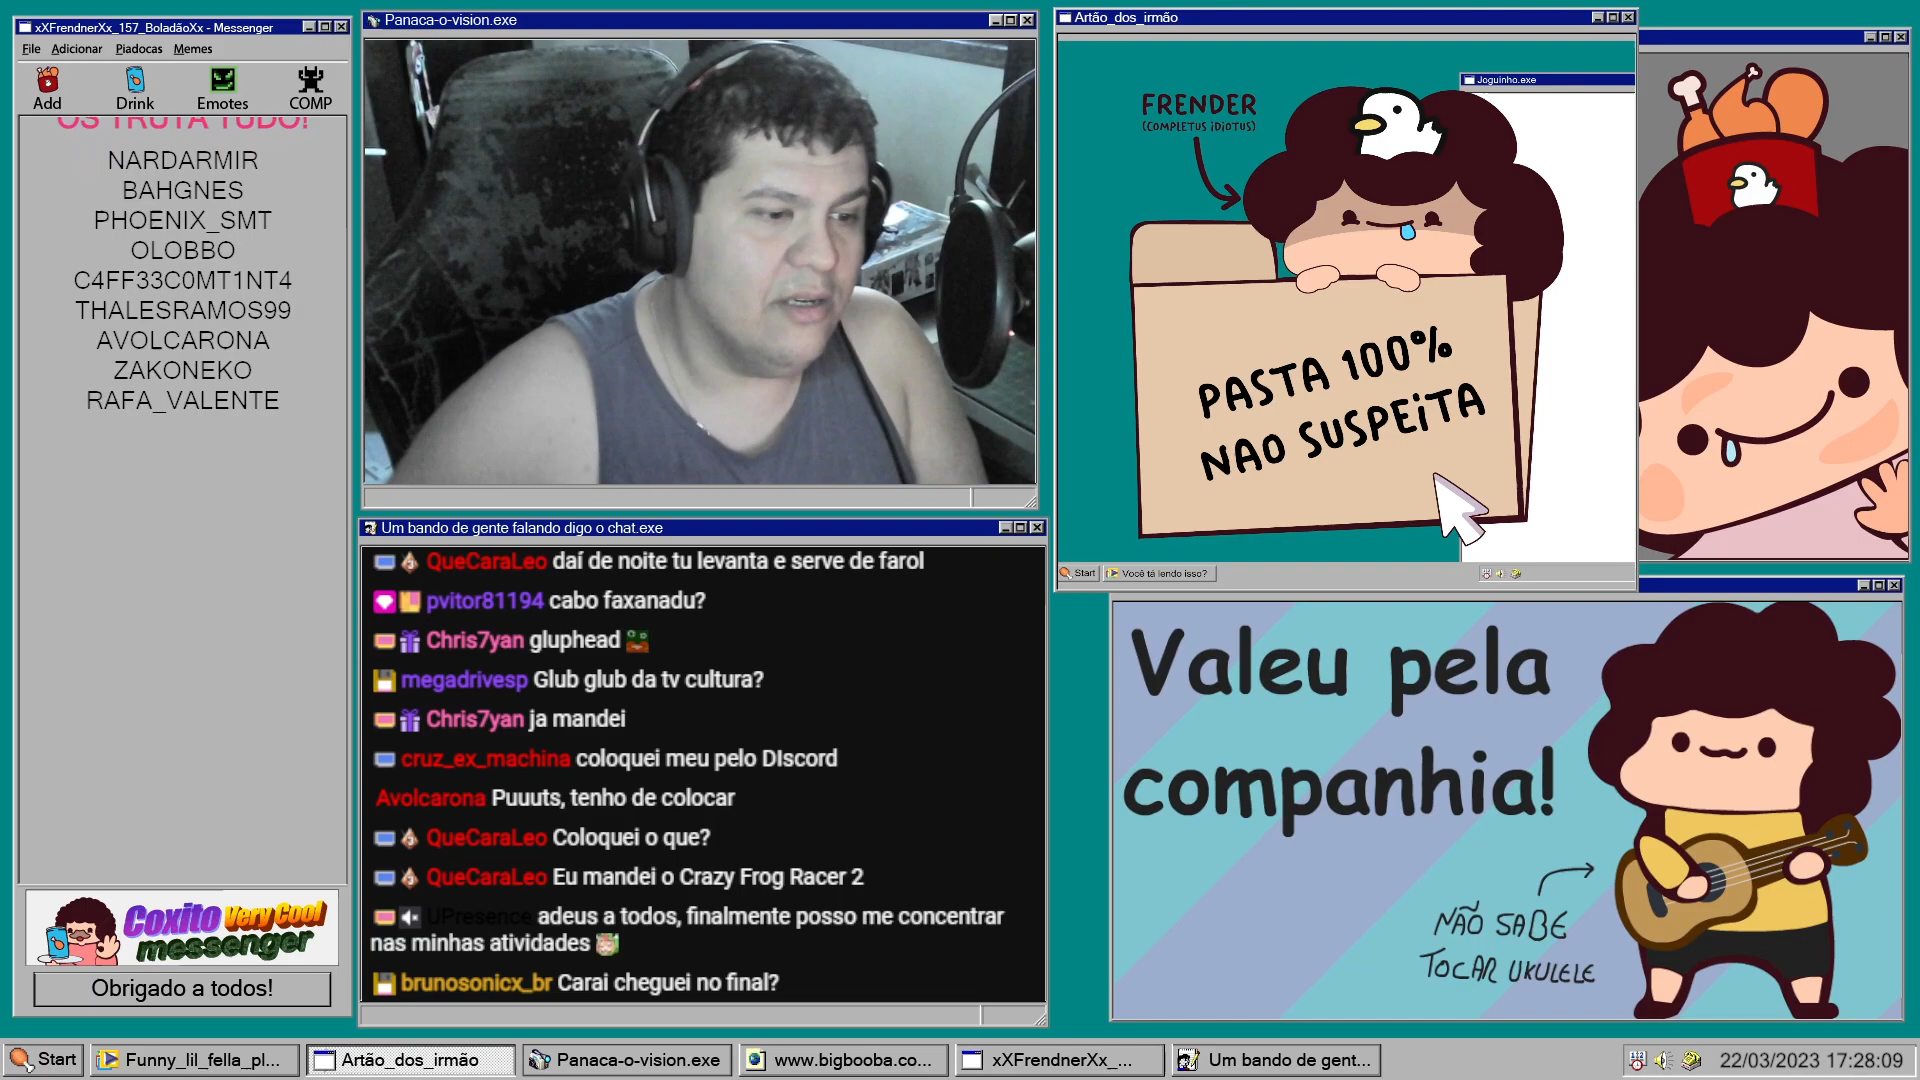 xXFrendnerXx_157_BoladãoXx - Messenger
File Adicionar Piadocas Memes
Add Drink Emotes COMP
OS TRUTA TUDO!
NARDARMIR
BAHGNES
PHOENIX_SMT
OLOBBO
C4FF33C0MT1NT4
THALESRAMOS99
AVOLCARONA
ZAKONEKO
RAFA_VALENTE
Coxito Very Cool
messenger
Obrigado a todos!
Panaca-o-vision.exe
Um bando de gente falando digo o chat.exe
QueCaraLeo daí de noite tu levanta e serve de farol
pvitor81194 cabo faxanadu?
Chris7yan gluphead
megadrivesp Glub glub da tv cultura?
Chris7yan ja mandei
cruz_ex_machina coloquei meu pelo DIscord
Avolcarona Puuuts, tenho de colocar
QueCaraLeo Coloquei o que?
QueCaraLeo Eu mandei o Crazy Frog Racer 2
UPresence adeus a todos, finalmente posso me concentrar
nas minhas atividades
brunosonicx_br Carai cheguei no final?
Artão_dos_irmão
Joguinho.exe
FRENDER
(COMPLETUS IDIOTUS)
PASTA 100%
NAO SUSPEITA
Start Você tá lendo isso?
Valeu pela
companhia!
NÃO SABE
TOCAR UKULELE
Start Funny_lil_fella_pl... Artão_dos_irmão Panaca-o-vision.exe www.bigbooba.co... xXFrendnerXx_... Um bando de gent... 22/03/2023 17:28:09